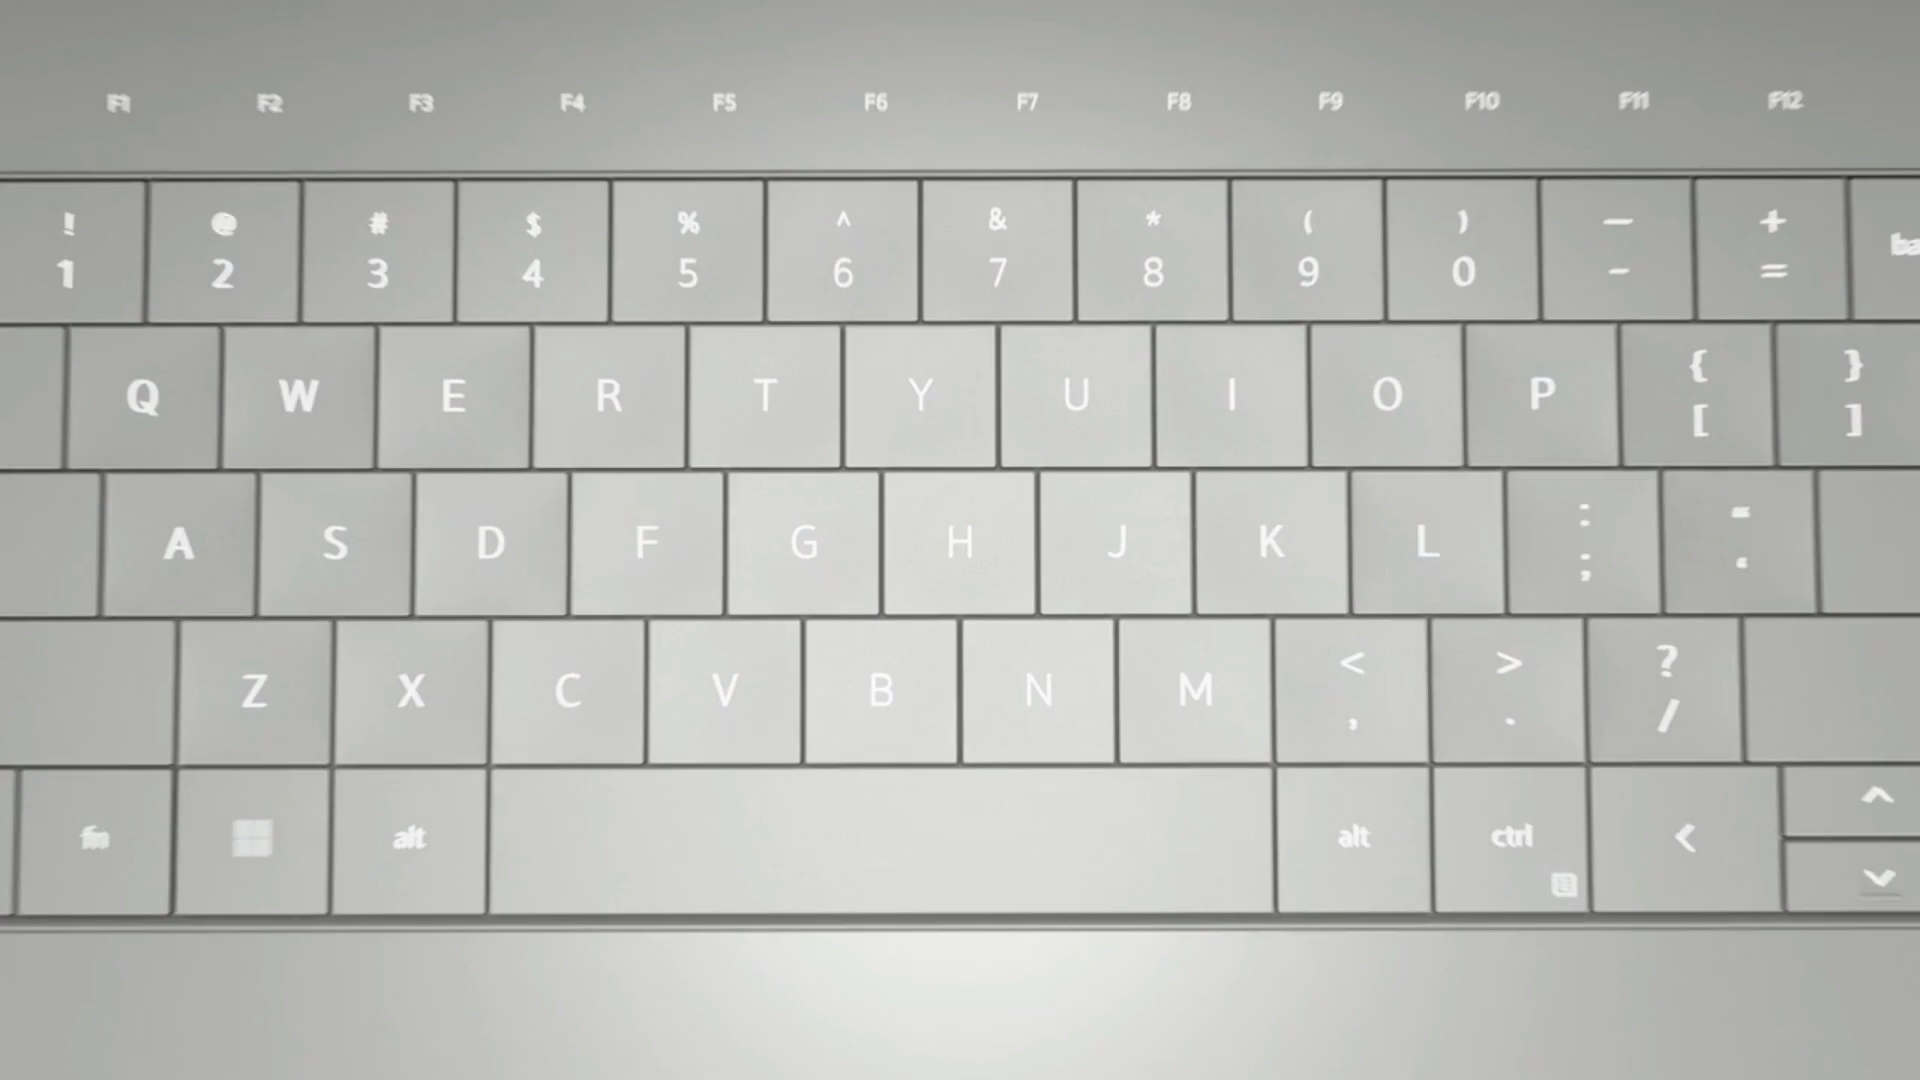 F1 F2 F3 F4 F5 F6 F7 F8 F9 F10 F11 F12
! @ # $ % ^ & * ( ) _ +
1 2 3 4 5 6 7 8 9 0 - = ba
Q W E R T Y U I O P { }
[ ]
A S D F G H J K L : "
; '
Z X C V B N M < > ?
, . /
fn alt alt ctrl